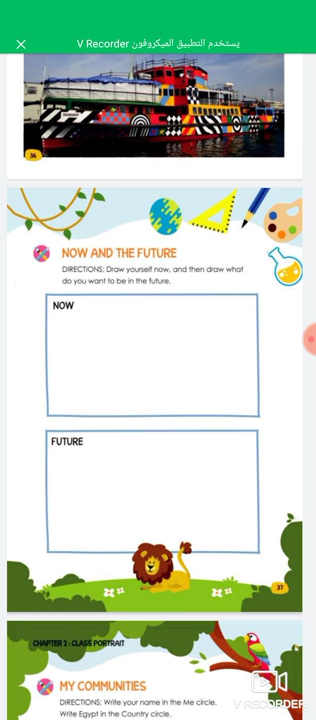 يستخدم التطبيق الميكروفون V Recorder
36
NOW AND THE FUTURE
DIRECTIONS: Draw yourself now, and then draw what
do you want to be in the future.
NOW
FUTURE
37
CHAPTER 2 : CLASS PORTRAIT
MY COMMUNITIES
DIRECTIONS: Write your name in the Me circle.
Write Egypt in the Country circle.
V RECORDER